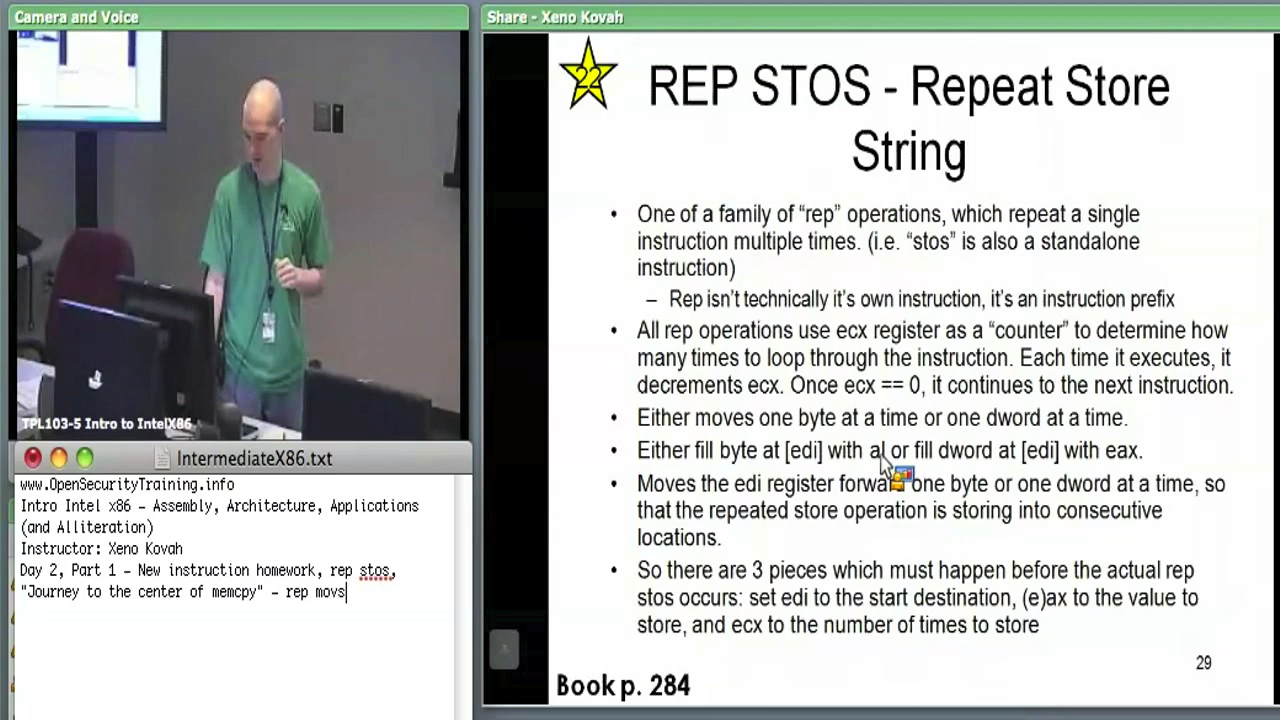 Camera and Voice
TPL103-5 Intro to IntelX86
IntermediateX86.txt
www.OpenSecurityTraining.info
Intro Intel x86 – Assembly, Architecture, Applications
(and Alliteration)
Instructor: Xeno Kovah
Day 2, Part 1 – New instruction homework, rep stos,
"Journey to the center of memcpy" – rep movs
Share - Xeno Kovah
22
REP STOS - Repeat Store
String
• One of a family of “rep” operations, which repeat a single
instruction multiple times. (i.e. “stos” is also a standalone
instruction)
– Rep isn’t technically it’s own instruction, it’s an instruction prefix
• All rep operations use ecx register as a “counter” to determine how
many times to loop through the instruction. Each time it executes, it
decrements ecx. Once ecx == 0, it continues to the next instruction.
• Either moves one byte at a time or one dword at a time.
• Either fill byte at [edi] with al or fill dword at [edi] with eax.
• Moves the edi register forward one byte or one dword at a time, so
that the repeated store operation is storing into consecutive
locations.
• So there are 3 pieces which must happen before the actual rep
stos occurs: set edi to the start destination, (e)ax to the value to
store, and ecx to the number of times to store
29
Book p. 284